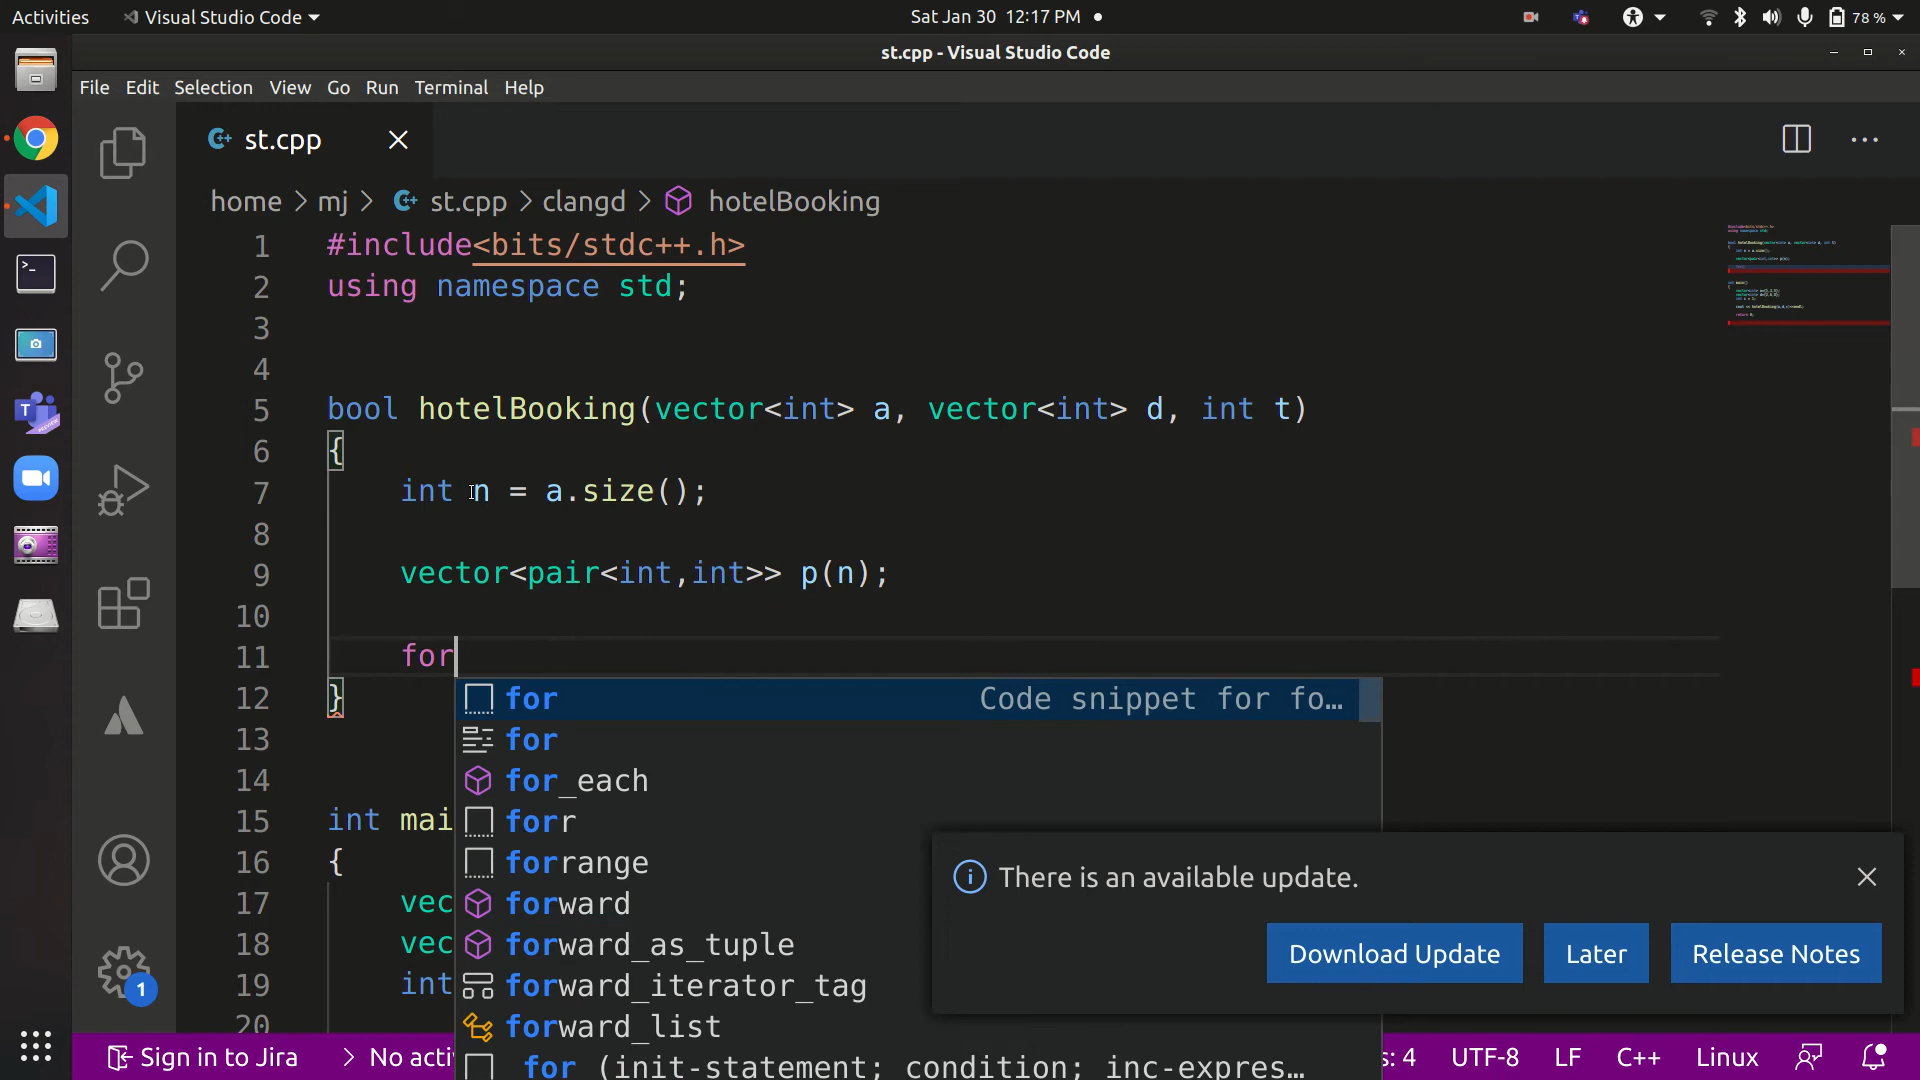 Activities Visual Studio Code Sat Jan 30 12:17 PM 78 %
st.cpp - Visual Studio Code
File Edit Selection View Go Run Terminal Help
st.cpp
home > mj > st.cpp > clangd > hotelBooking
1 #include<bits/stdc++.h>
2 using namespace std;
3
4
5 bool hotelBooking(vector<int> a, vector<int> d, int t)
6 {
7 int n = a.size();
8
9 vector<pair<int,int>> p(n);
10
11 for
12 }
for Code snippet for fo…
13
for
14
for_each
15 int mai
forr
16 {
forrange
There is an available update.
17 vec
forward
18 vec
forward_as_tuple
Download Update Later Release Notes
19 int
forward_iterator_tag
20
forward_list
1
for (init-statement; condition; inc-expres…
Sign in to Jira No acti s: 4 UTF-8 LF C++ Linux